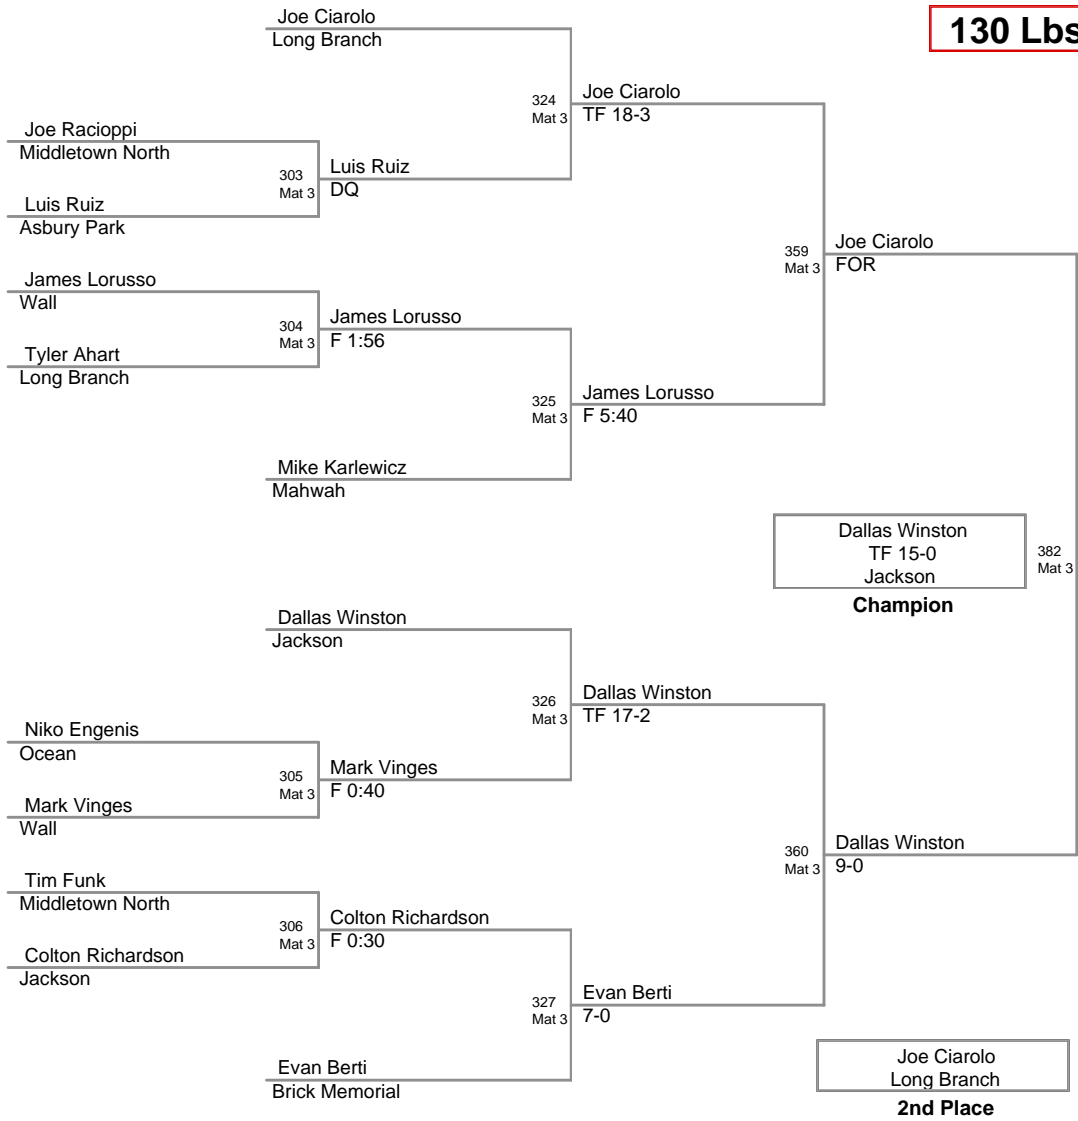 Joe Ciarolo
Long Branch
130 Lbs
324
Mat 3
Joe Ciarolo
TF 18-3
Joe Racioppi
Middletown North
303
Mat 3
Luis Ruiz
DQ
Luis Ruiz
Asbury Park
359
Mat 3
Joe Ciarolo
FOR
James Lorusso
Wall
304
Mat 3
James Lorusso
F 1:56
Tyler Ahart
Long Branch
325
Mat 3
James Lorusso
F 5:40
Mike Karlewicz
Mahwah
Dallas Winston
TF 15-0
Jackson
Champion
382
Mat 3
Dallas Winston
Jackson
326
Mat 3
Dallas Winston
TF 17-2
Niko Engenis
Ocean
305
Mat 3
Mark Vinges
F 0:40
Mark Vinges
Wall
360
Mat 3
Dallas Winston
9-0
Tim Funk
Middletown North
306
Mat 3
Colton Richardson
F 0:30
Colton Richardson
Jackson
327
Mat 3
Evan Berti
7-0
Evan Berti
Brick Memorial
Joe Ciarolo
Long Branch
2nd Place